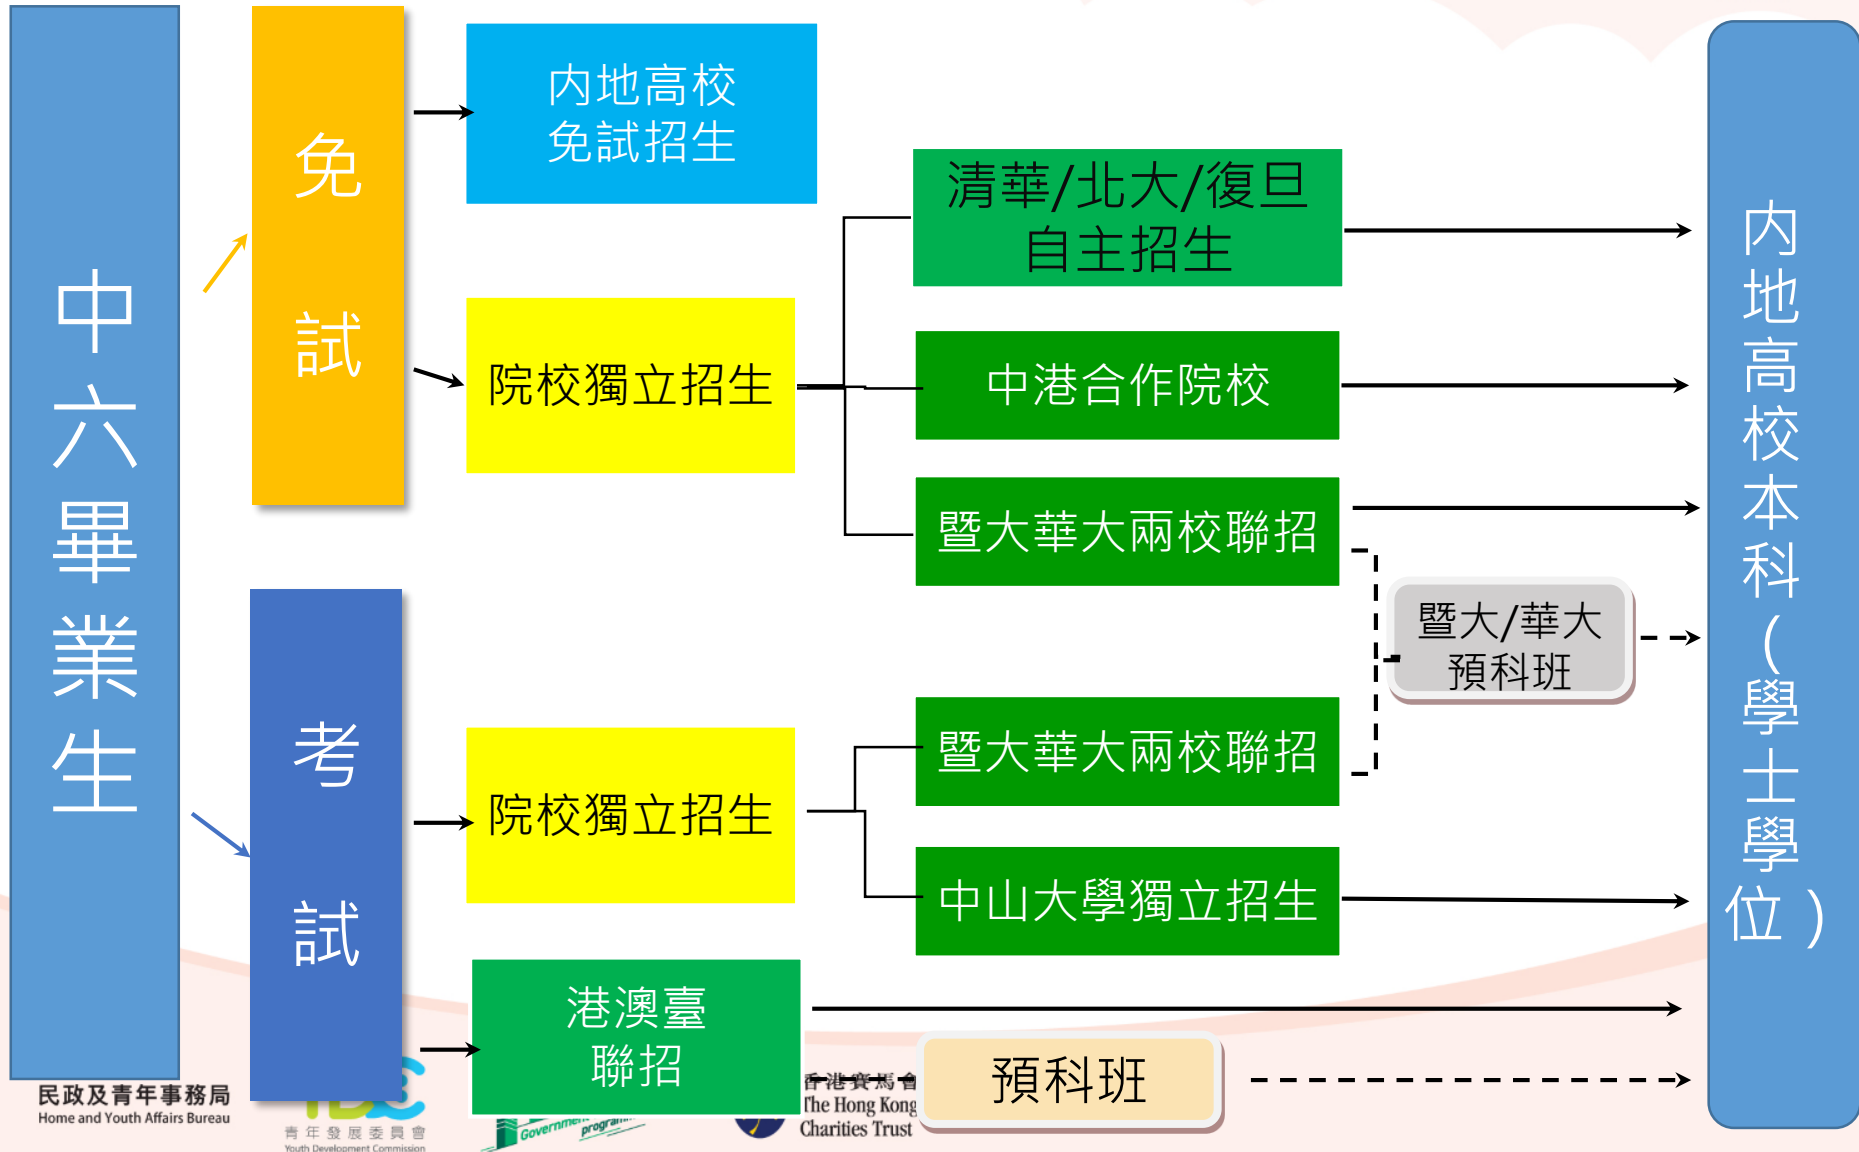 中六畢業生
免試
內地高校
免試招生
院校獨立招生
清華/北大/復旦
自主招生
中港合作院校
暨大華大兩校聯招
暨大/華大
預科班
考試
院校獨立招生
暨大華大兩校聯招
中山大學獨立招生
港澳臺
聯招
預科班
內地高校本科(學士學位)
民政及青年事務局
Home and Youth Affairs Bureau
青年發展委員會
Youth Development Commission
香港賽馬會
The Hong Kong
Charities Trust